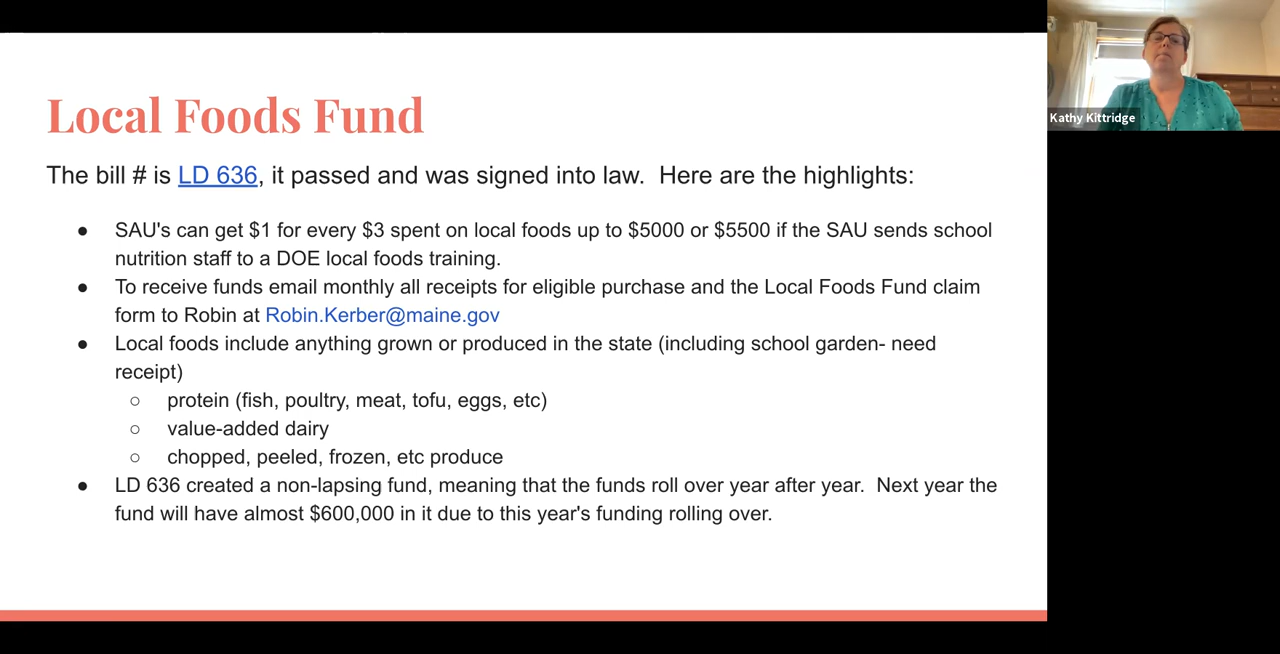 Local Foods Fund
The bill # is LD 636, it passed and was signed into law.  Here are the highlights:
● SAU's can get $1 for every $3 spent on local foods up to $5000 or $5500 if the SAU sends school
nutrition staff to a DOE local foods training.
● To receive funds email monthly all receipts for eligible purchase and the Local Foods Fund claim
form to Robin at Robin.Kerber@maine.gov
● Local foods include anything grown or produced in the state (including school garden- need
receipt)
○ protein (fish, poultry, meat, tofu, eggs, etc)
○ value-added dairy
○ chopped, peeled, frozen, etc produce
● LD 636 created a non-lapsing fund, meaning that the funds roll over year after year.  Next year the
fund will have almost $600,000 in it due to this year's funding rolling over.
Kathy Kittridge